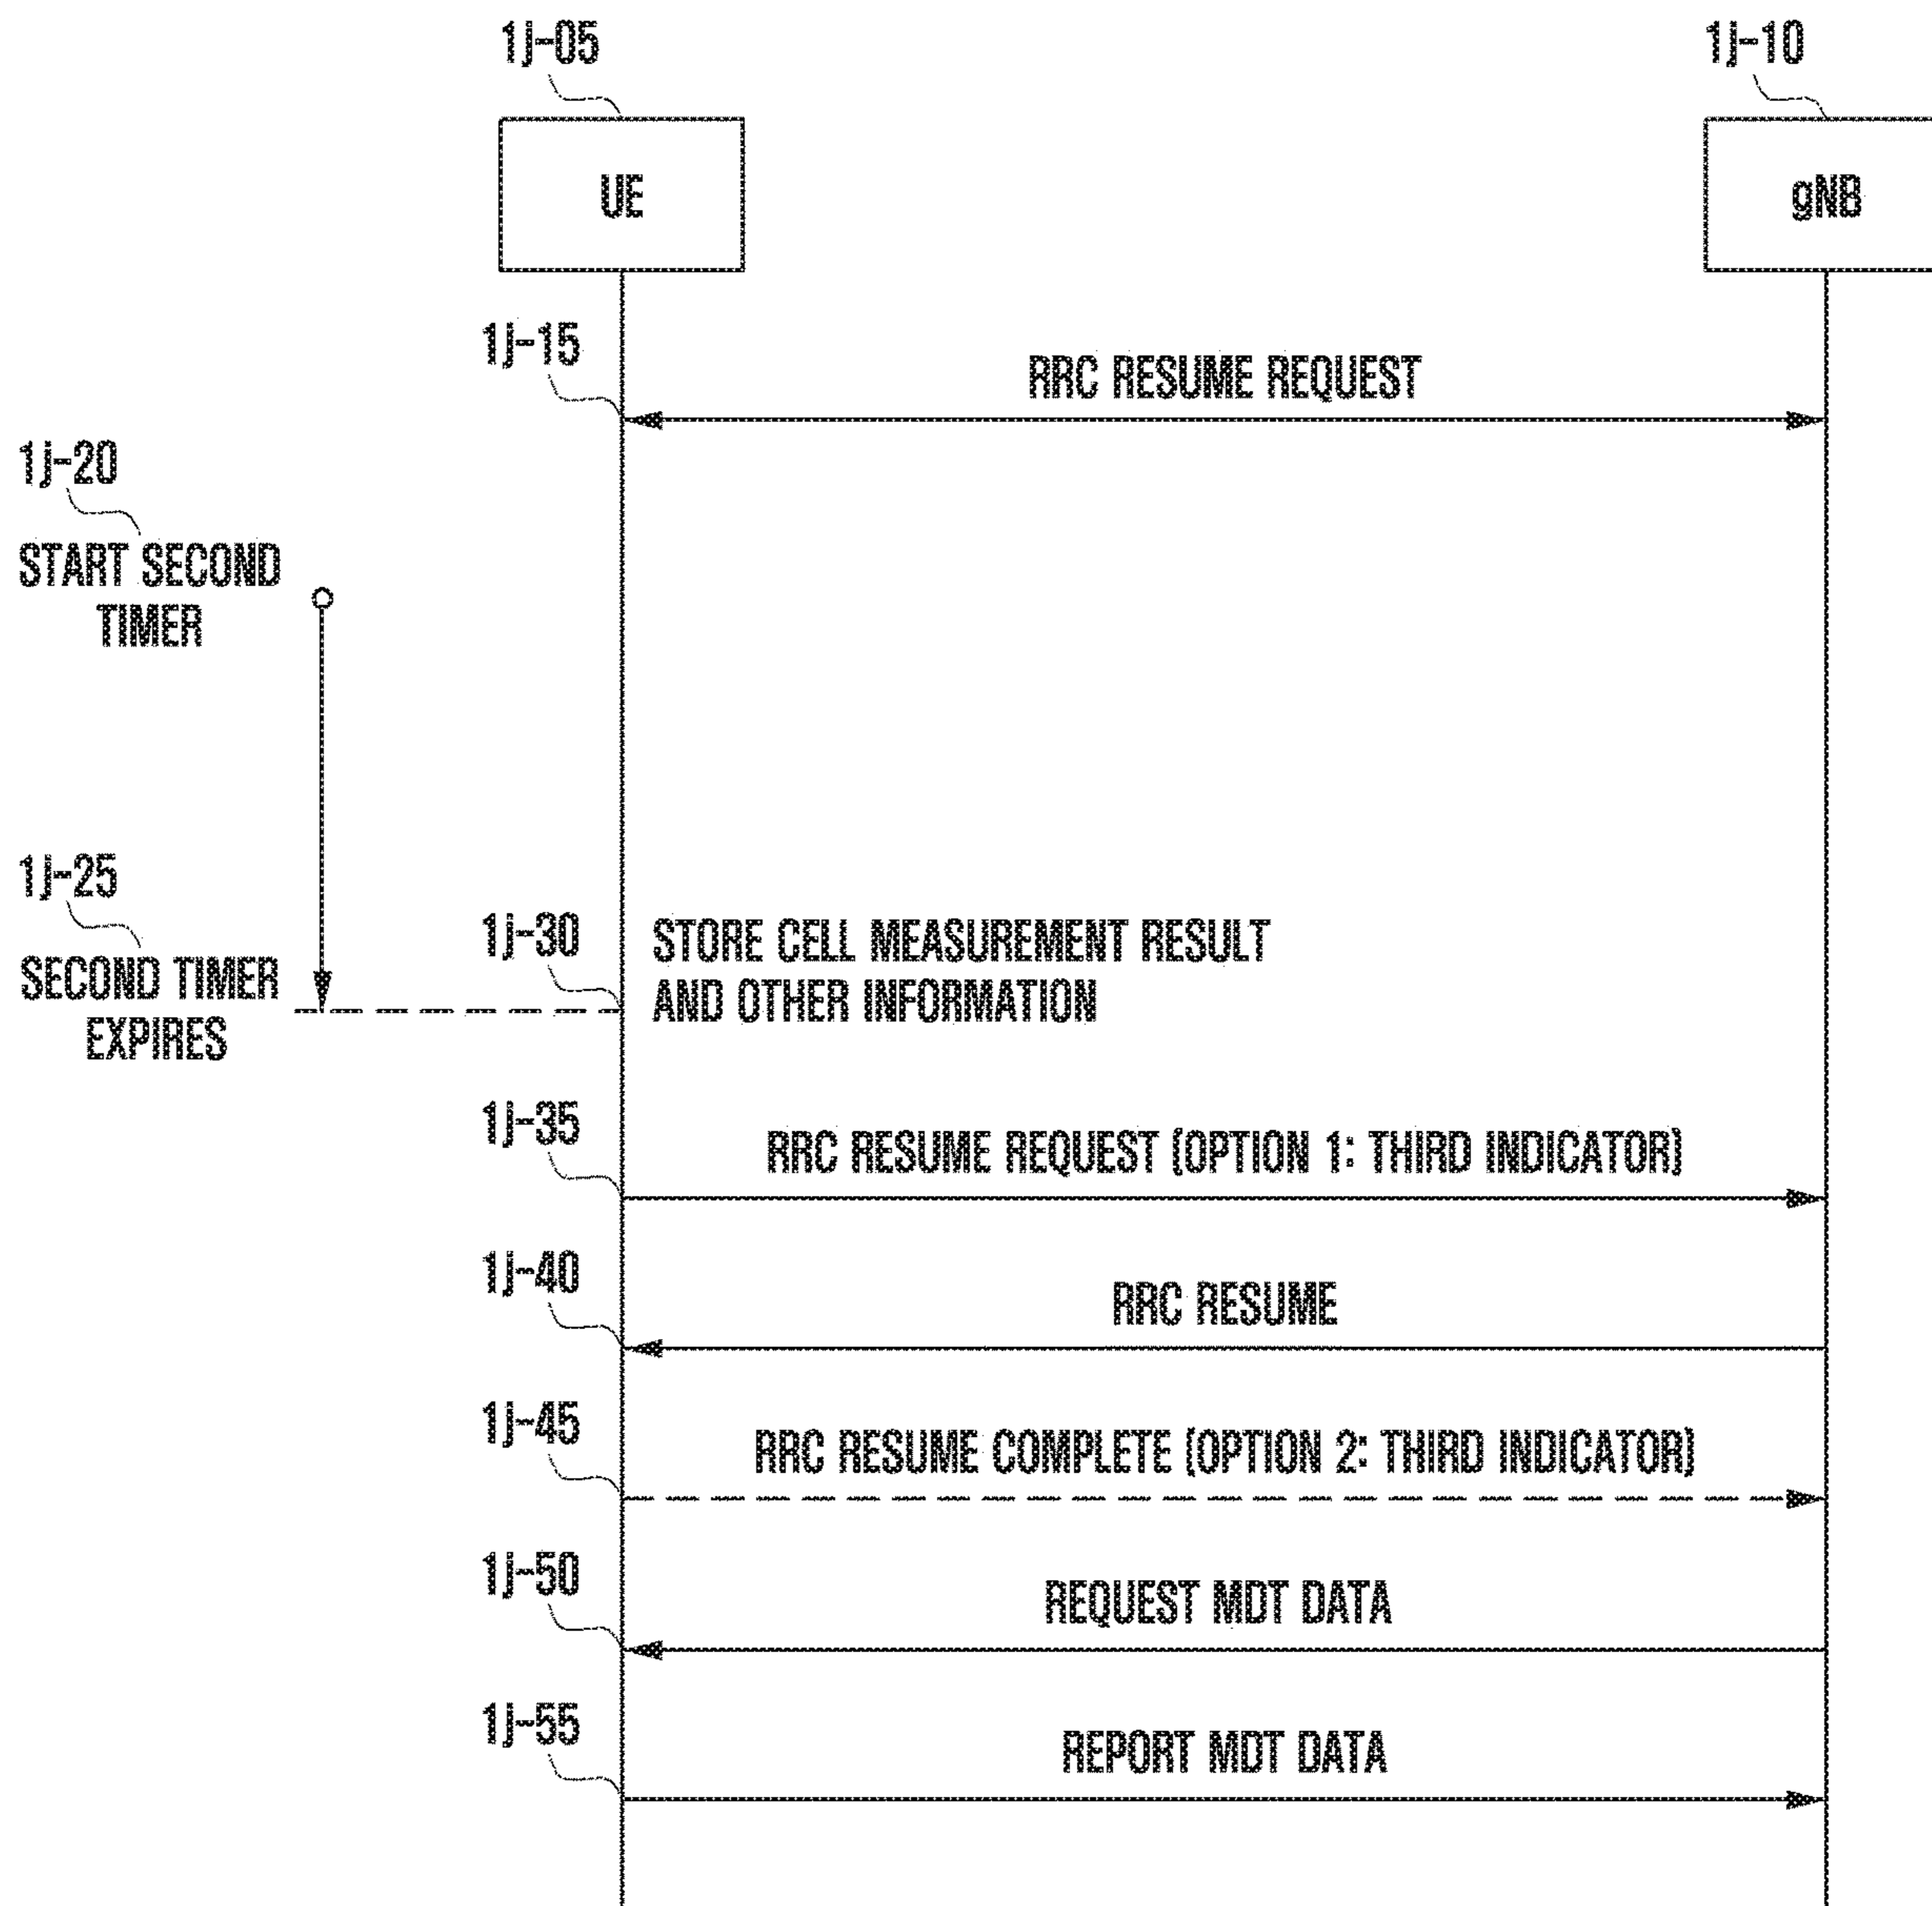 1j-05
1j-10
UE
gNB
1j-15
RRC RESUME REQUEST
1j-20
START SECOND
TIMER
1j-25
SECOND TIMER
EXPIRES
1j-30
STORE CELL MEASUREMENT RESULT
AND OTHER INFORMATION
1j-35
RRC RESUME REQUEST (OPTION 1: THIRD INDICATOR)
1j-40
RRC RESUME
1j-45
RRC RESUME COMPLETE (OPTION 2: THIRD INDICATOR)
1j-50
REQUEST MDT DATA
1j-55
REPORT MDT DATA